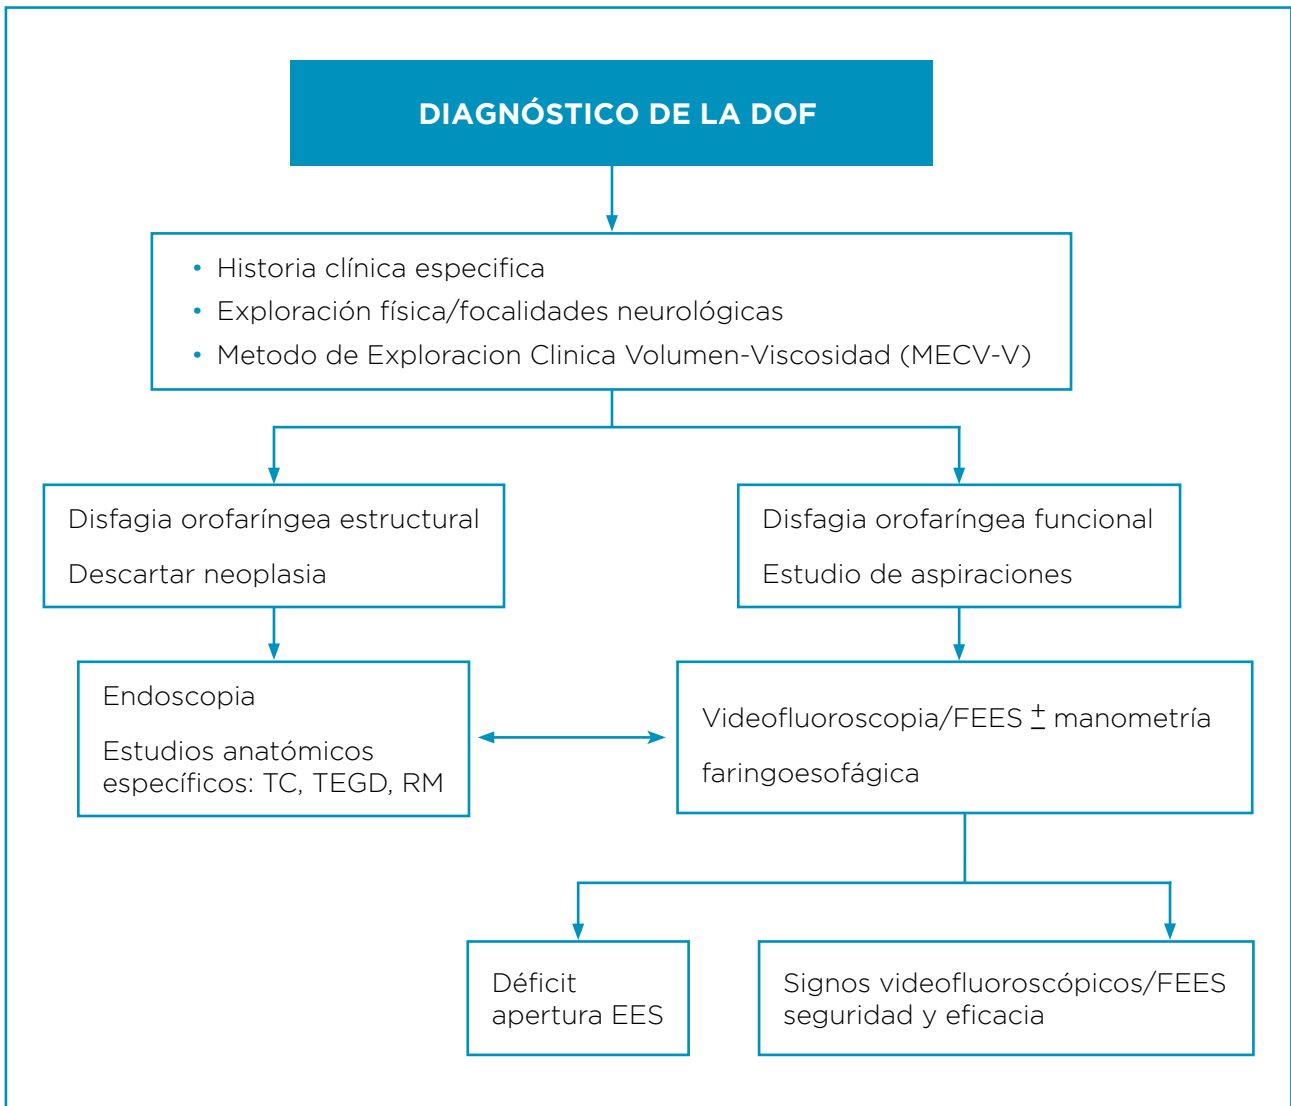 DIAGNÓSTICO DE LA DOF
• Historia clínica especifica
• Exploración física/focalidades neurológicas
• Metodo de Exploracion Clinica Volumen-Viscosidad (MECV-V)
Disfagia orofaríngea estructural
Descartar neoplasia
Disfagia orofaríngea funcional
Estudio de aspiraciones
Endoscopia
Estudios anatómicos
específicos: TC, TEGD, RM
Videofluoroscopia/FEES ± manometría
faringoesofágica
Déficit
apertura EES
Signos videofluoroscópicos/FEES
seguridad y eficacia